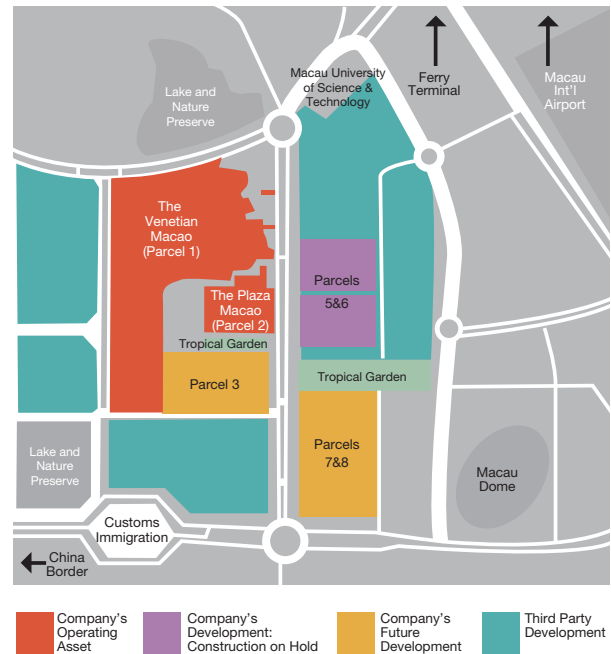 Macau University
of Science &
Technology
Ferry
Terminal
Macau
Int'l
Airport
Lake and
Nature
Preserve
The
Venetian
Macao
(Parcel 1)
The Plaza
Macao
(Parcel 2)
Parcels
5&6
Tropical Garden
Tropical Garden
Parcel 3
Parcels
7&8
Lake and
Nature
Preserve
Macau
Dome
Customs
Immigration
China
Border
Company's
Operating
Asset
Company's
Development:
Construction on Hold
Company's
Future
Development
Third Party
Development